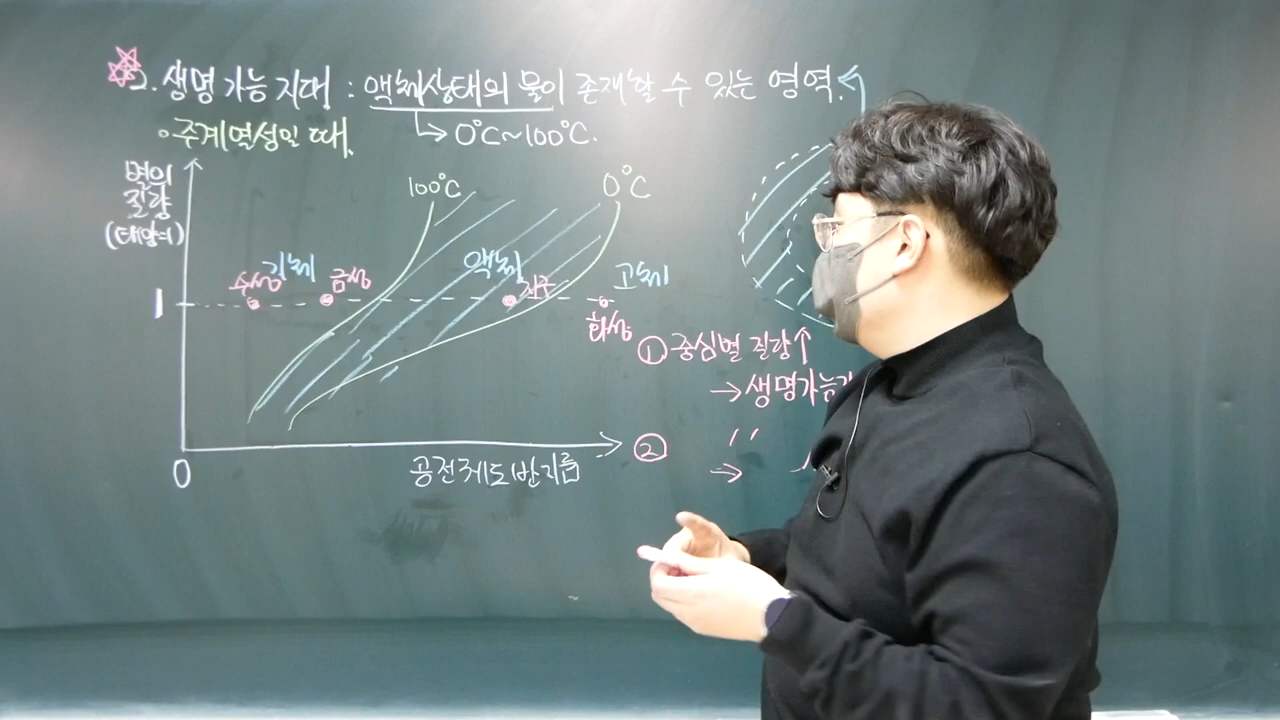 2. 생명 가능 지대 : 액체상태의 물이 존재할 수 있는 영역.
↳ 0°C~100°C.
◦주계열성일 때.
별의
질량
(태양=1)
100°C
0°C
수성
기체
금성
액체
지구
고체
화성
1
0
공전궤도반지름
① 중심별 질량↑
→ 생명가능
② 〃
→